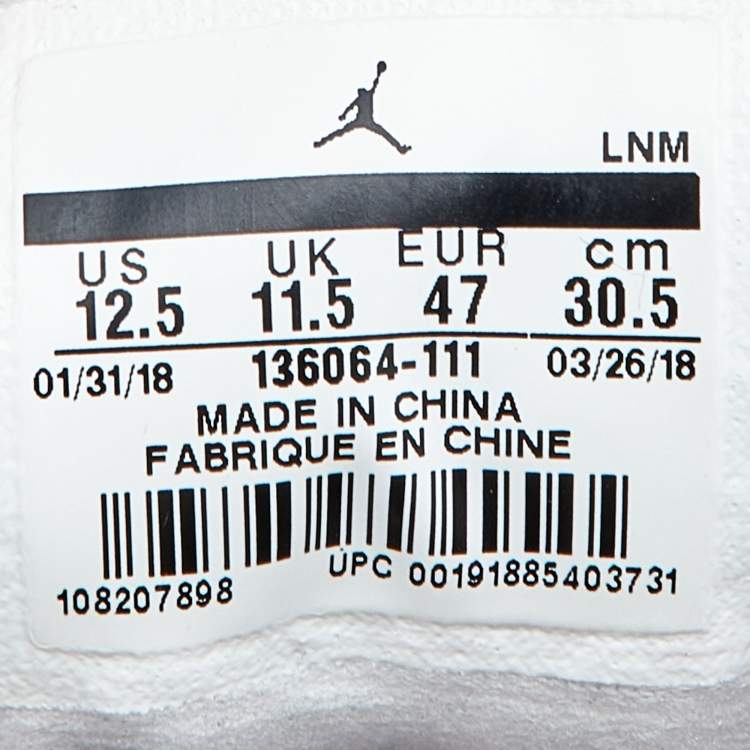 LNM
US UK EUR cm
12.5 11.5 47 30.5
01/31/18 136064-111 03/26/18
MADE IN CHINA
FABRIQUE EN CHINE
108207898 UPC 00191885403731